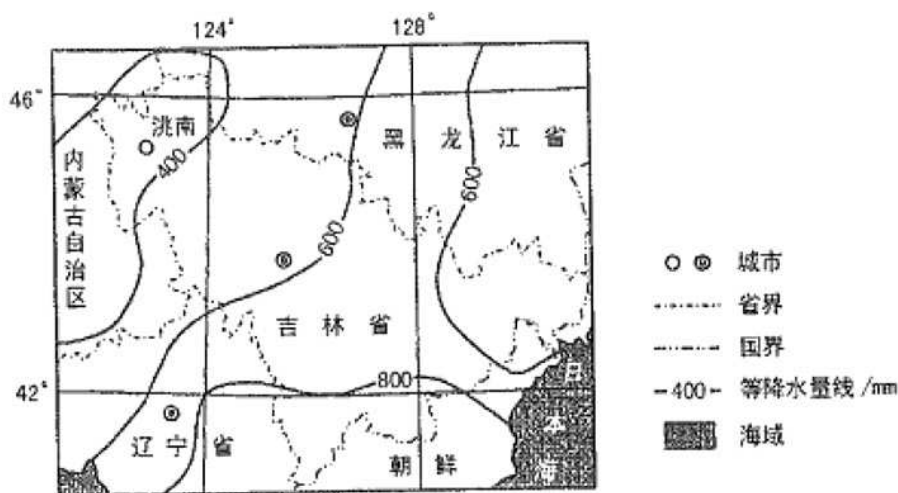 124°
128°
46°
洮南
黑龙江省
400
600
600
内蒙古自治区
吉林省
800
42°
辽宁省
朝鲜
日本海
城市
省界
国界
-400- 等降水量线/mm
海域